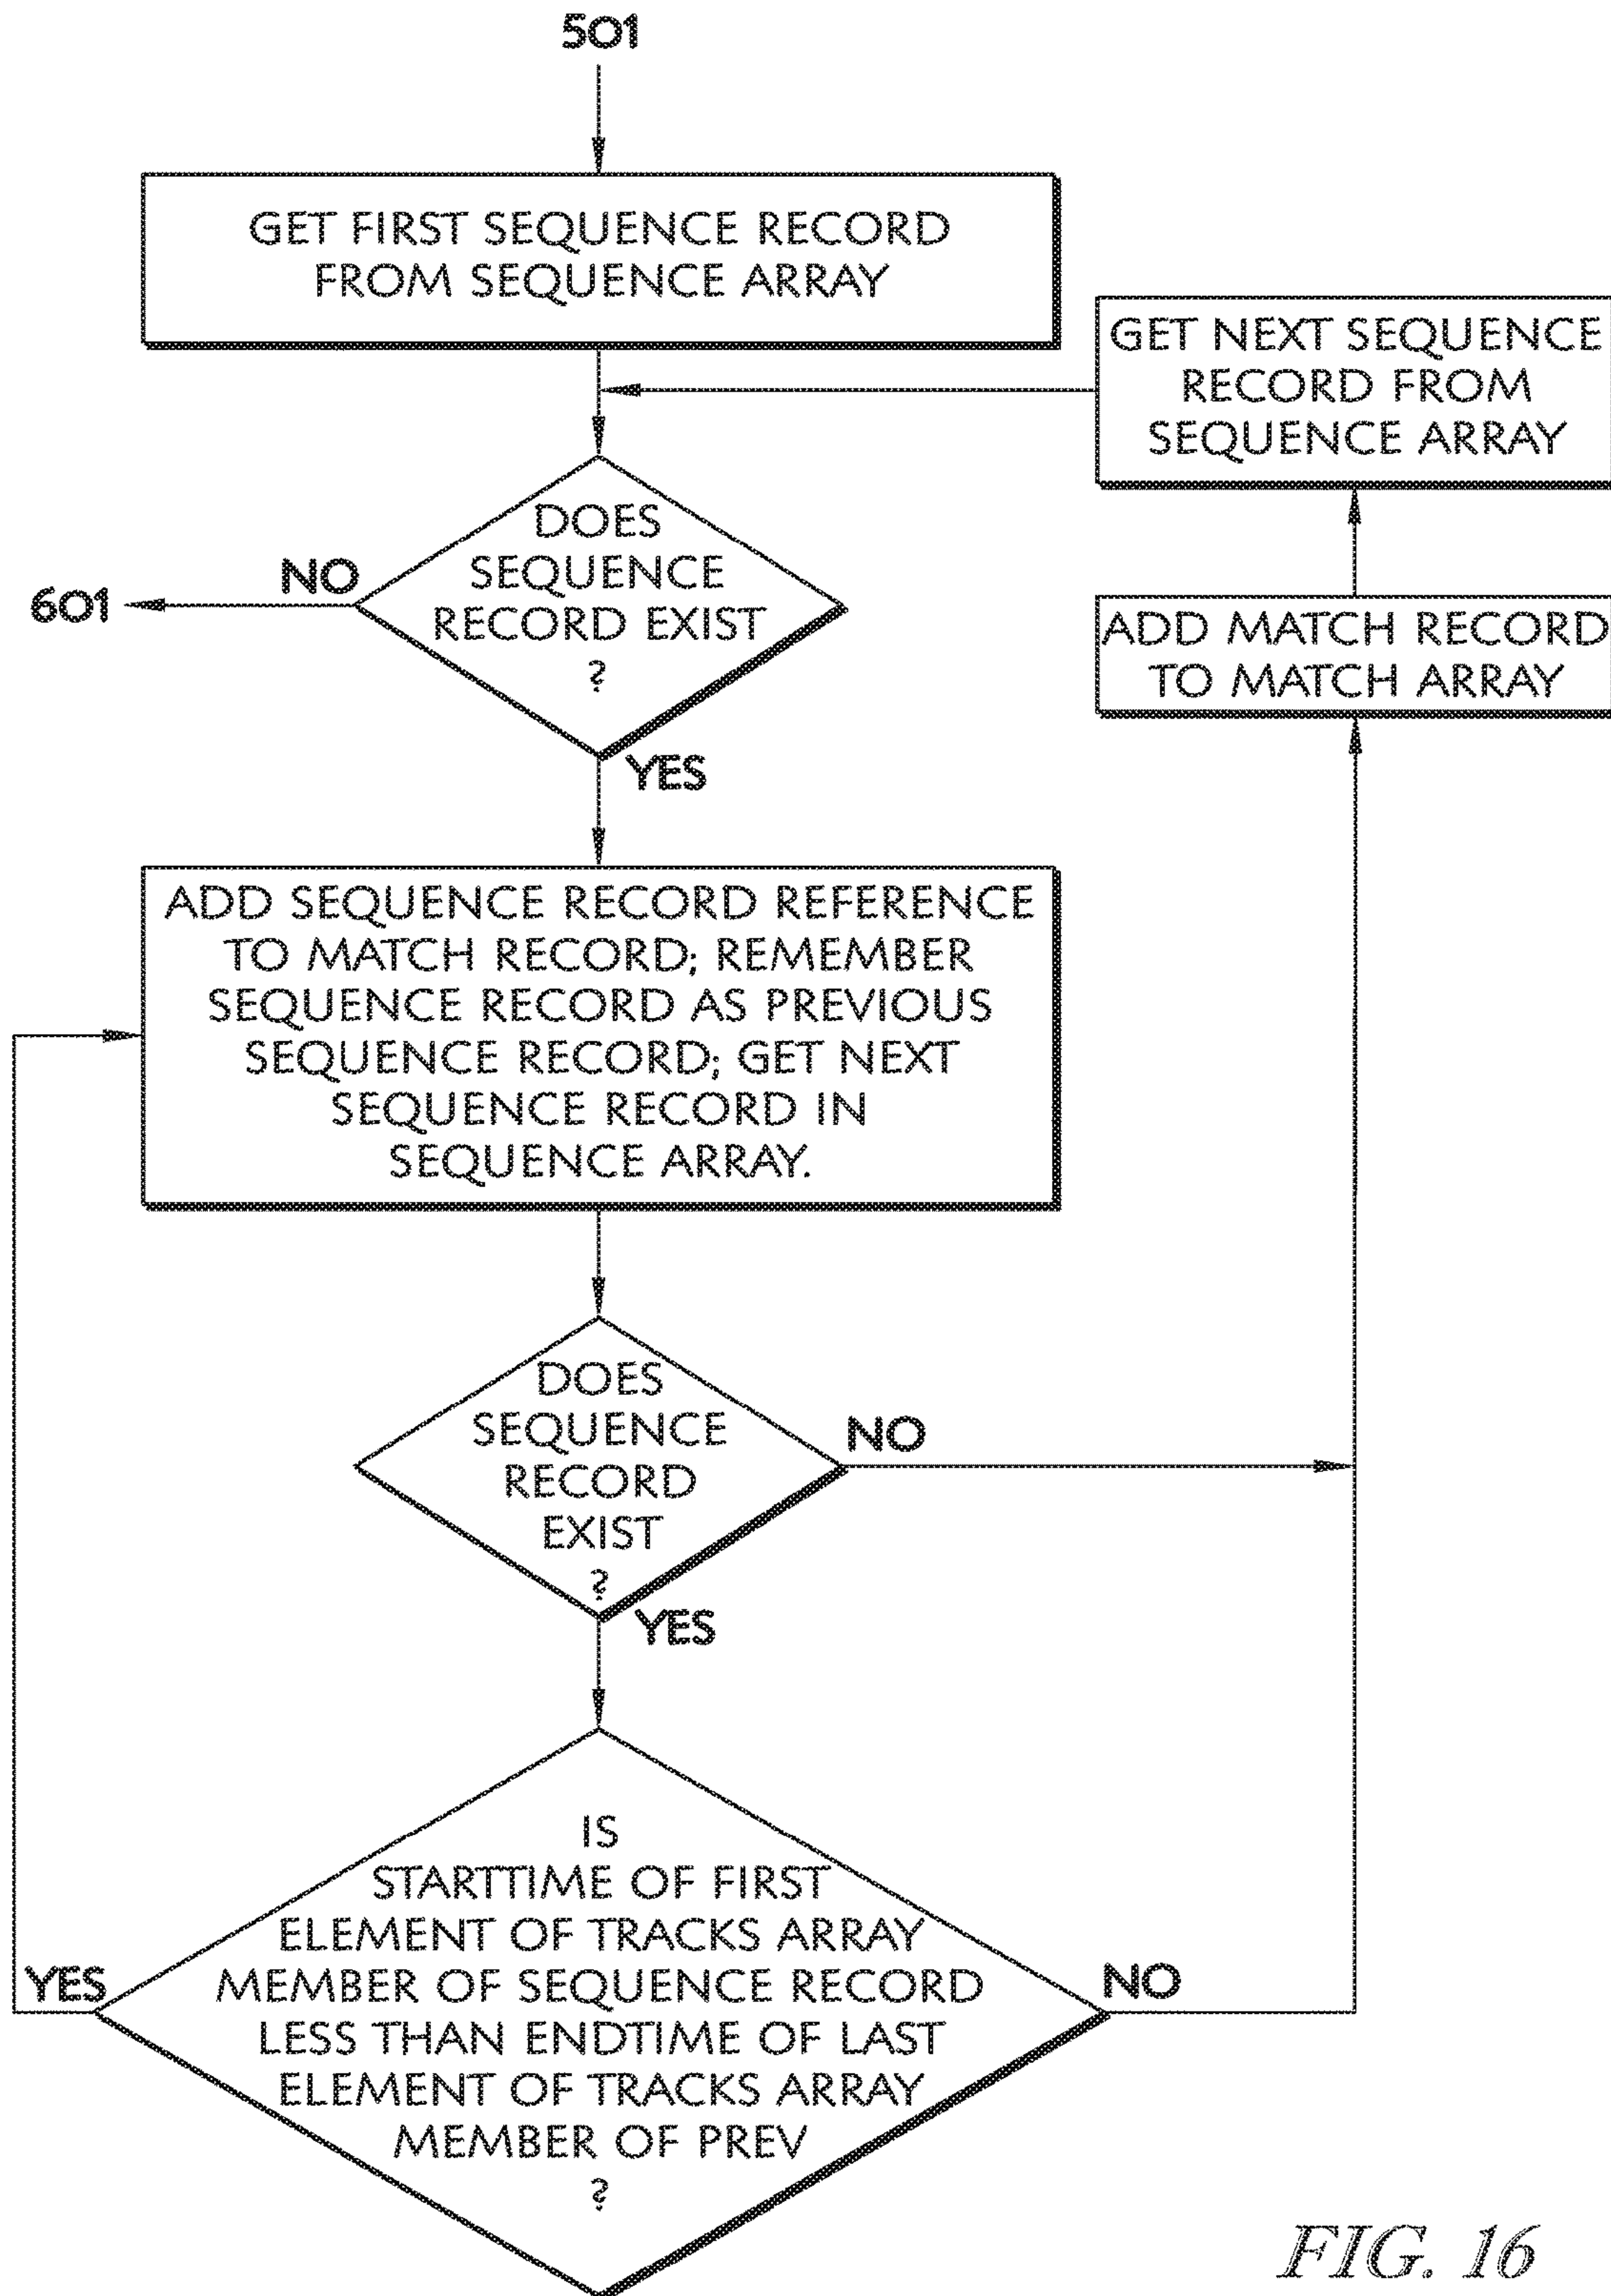 501
GET FIRST SEQUENCE RECORD
FROM SEQUENCE ARRAY
GET NEXT SEQUENCE
RECORD FROM
SEQUENCE ARRAY
DOES
SEQUENCE
RECORD EXIST
?
NO
601
YES
ADD MATCH RECORD
TO MATCH ARRAY
ADD SEQUENCE RECORD REFERENCE
TO MATCH RECORD; REMEMBER
SEQUENCE RECORD AS PREVIOUS
SEQUENCE RECORD; GET NEXT
SEQUENCE RECORD IN
SEQUENCE ARRAY.
DOES
SEQUENCE
RECORD
EXIST
?
NO
YES
IS
STARTTIME OF FIRST
ELEMENT OF TRACKS ARRAY
MEMBER OF SEQUENCE RECORD
LESS THAN ENDTIME OF LAST
ELEMENT OF TRACKS ARRAY
MEMBER OF PREV
?
YES
NO
FIG. 16